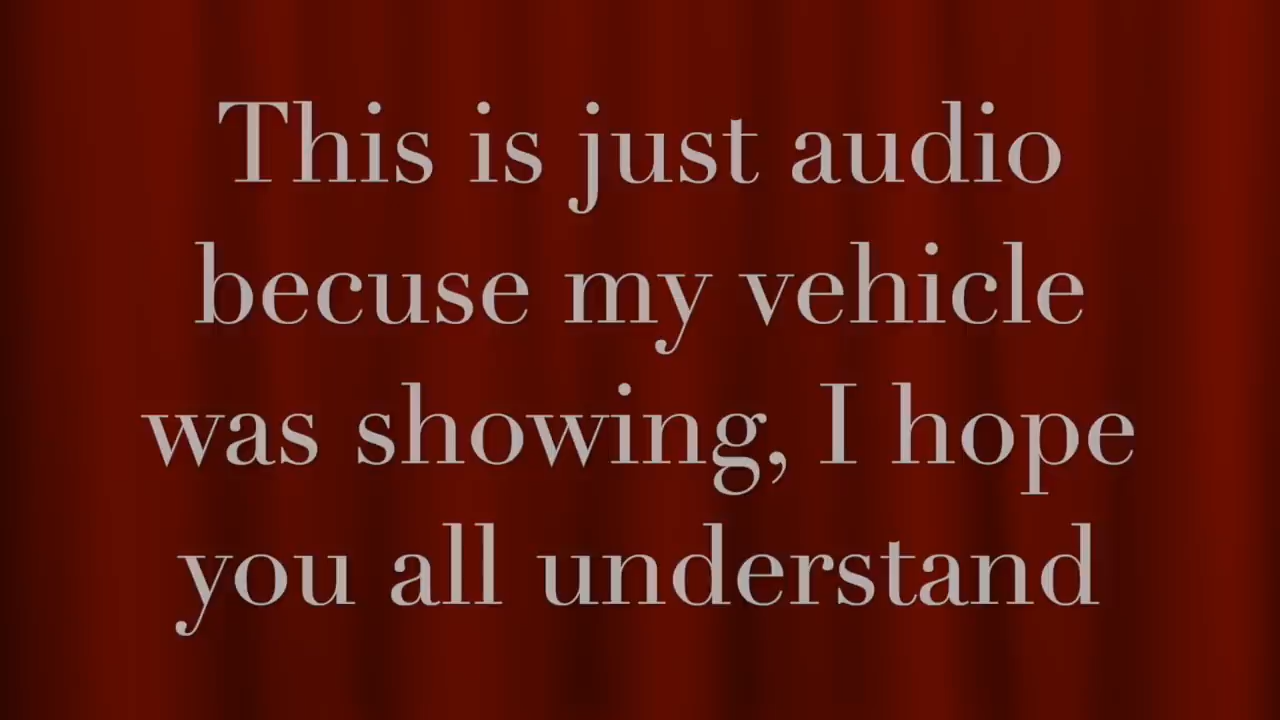 This is just audio
becuse my vehicle
was showing, I hope
you all understand